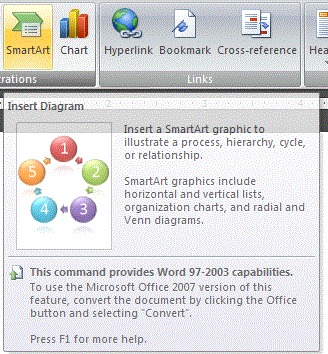 SmartArt Chart Hyperlink Bookmark Cross-reference Hea
rations Links
Insert Diagram
1
2
3
4
5
Insert a SmartArt graphic to
illustrate a process, hierarchy, cycle,
or relationship.
SmartArt graphics include
horizontal and vertical lists,
organization charts, and radial and
Venn diagrams.
This command provides Word 97-2003 capabilities.
To use the Microsoft Office 2007 version of this
feature, convert the document by clicking the Office
button and selecting "Convert".
Press F1 for more help.